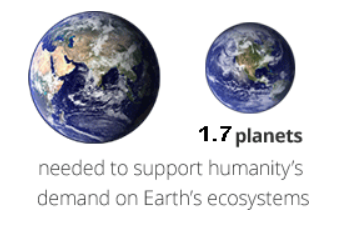 1.7 planets
needed to support humanity's
demand on Earth's ecosystems